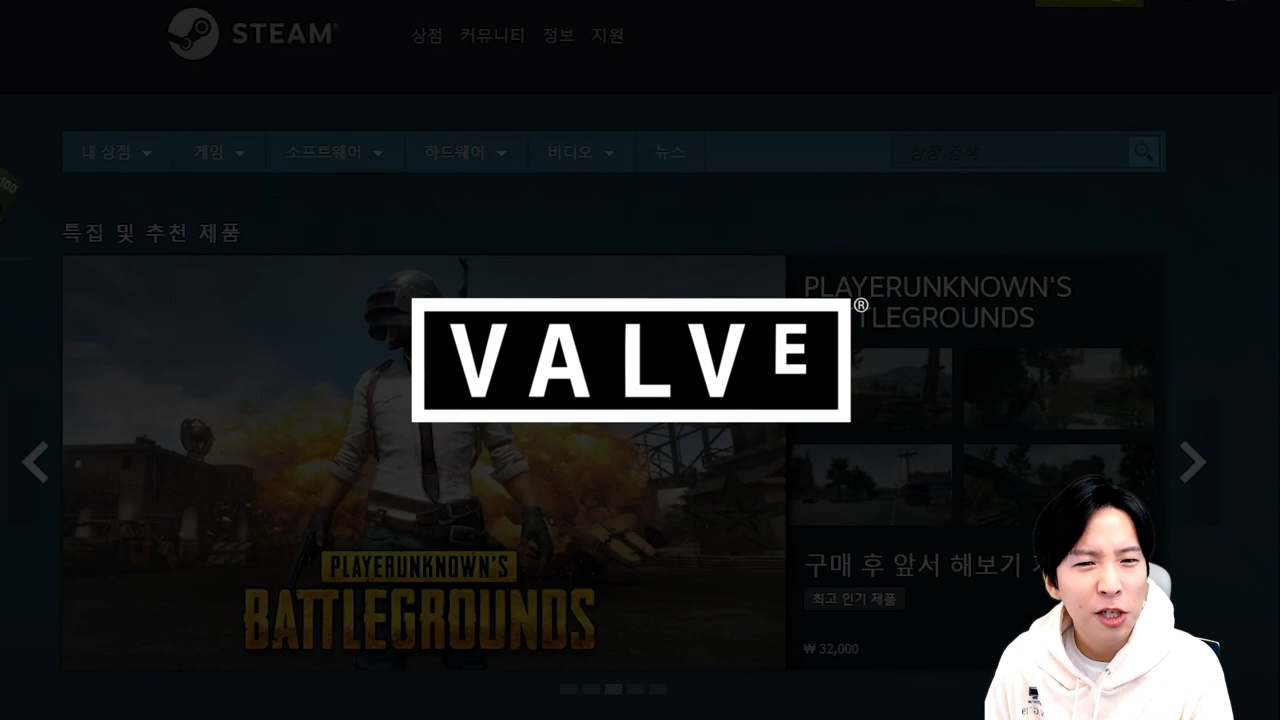 STEAM®
상점 커뮤니티 정보 지원
내 상점 게임 소프트웨어 하드웨어 비디오 뉴스
상점 검색
100
특집 및 추천 제품
PLAYERUNKNOWN'S
TLEGROUNDS
VALVE®
PLAYERUNKNOWN'S
BATTLEGROUNDS
구매 후 앞서 해보기
최고 인기 제품
₩ 32,000